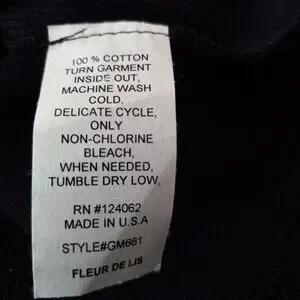 100 % COTTON
TURN GARMENT
INSIDE OUT,
MACHINE WASH
COLD,
DELICATE CYCLE,
ONLY
NON-CHLORINE
BLEACH,
WHEN NEEDED,
TUMBLE DRY LOW,
RN #124062
MADE IN U.S.A
STYLE#GM661
FLEUR DE LIS